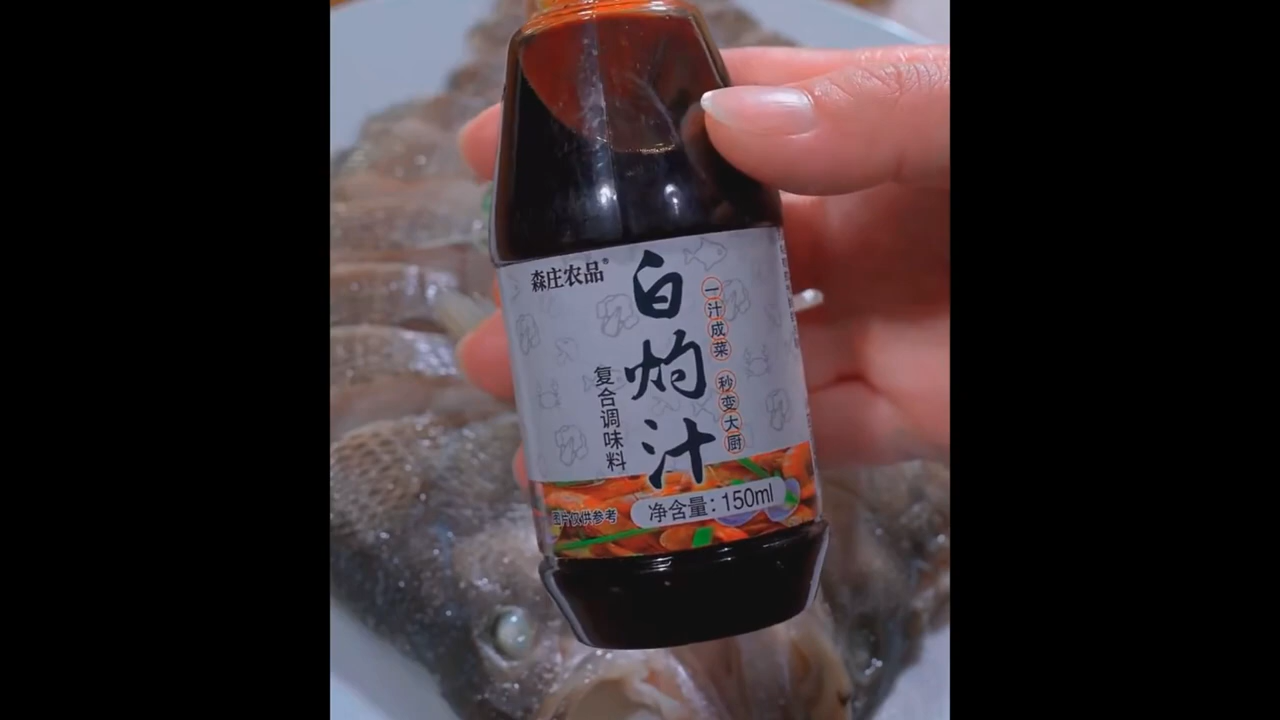 森庄农品®
白灼汁
一汁成菜 秒变大厨
复合调味料
净含量:150ml
图片仅供参考